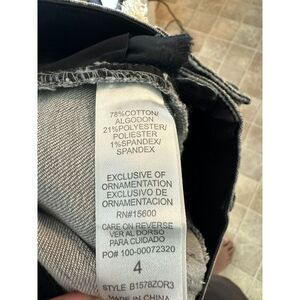 78%COTTON/
ALGODON
21%POLYESTER/
POLIESTER
1%SPANDEX/
SPANDEX
EXCLUSIVE OF
ORNAMENTATION
EXCLUSIVO DE
ORNAMENTACION
RN#15600
CARE ON REVERSE
VER AL DORSO
PARA CUIDADO
PO# 100-00072320
4
STYLE B1578ZOR3
MADE IN CHINA